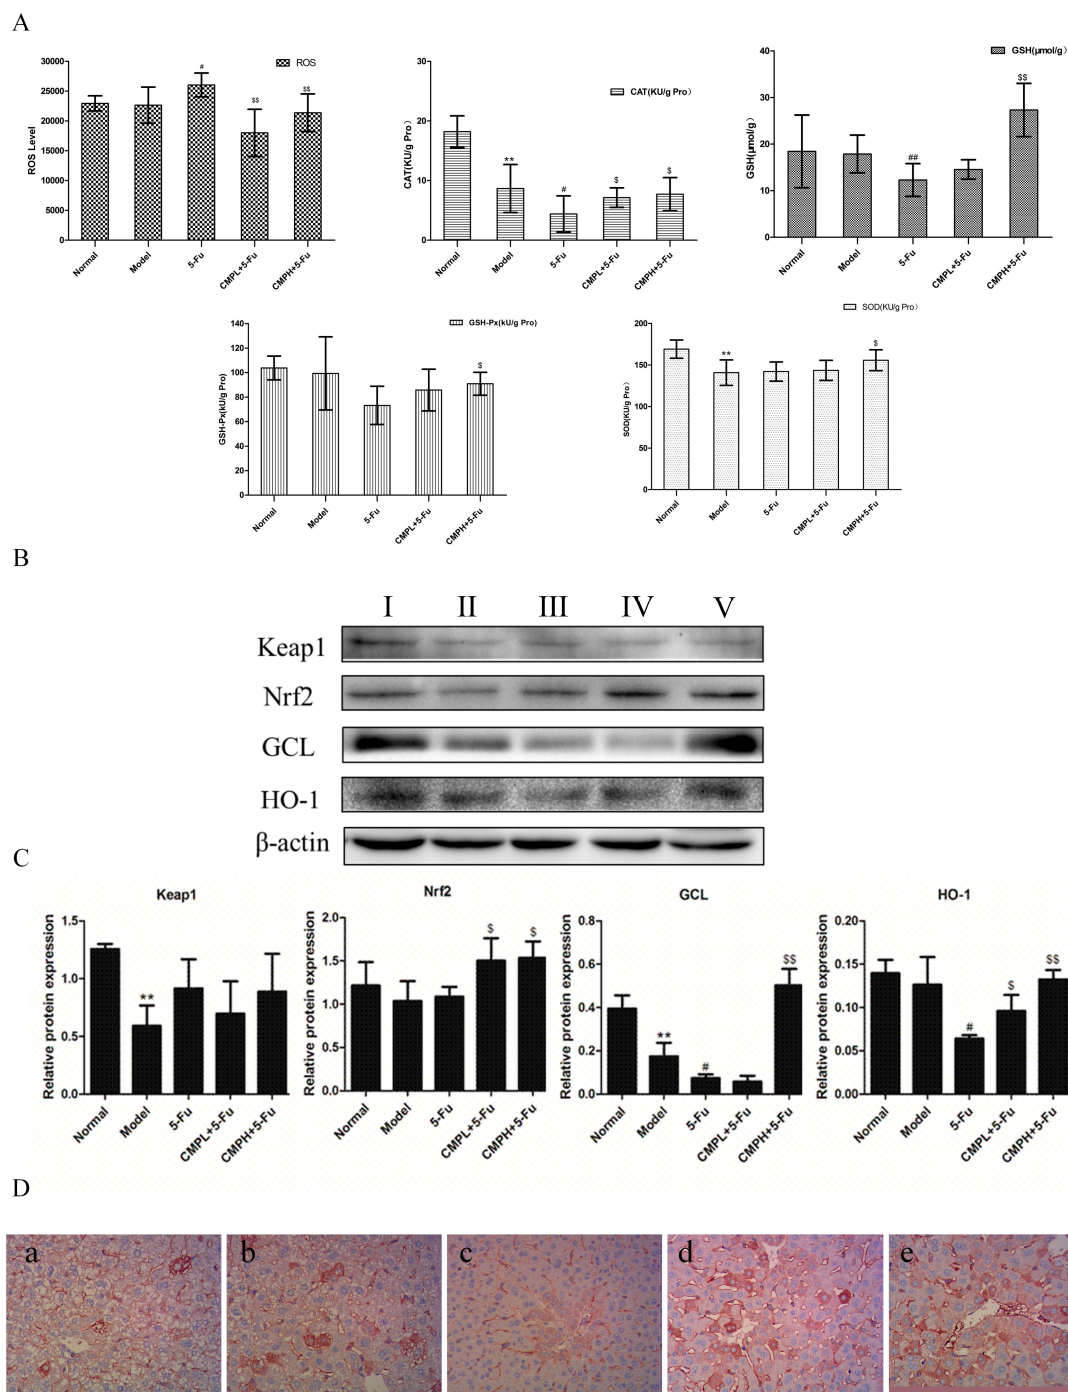 A
ROS
ROS Level
30000
25000
20000
15000
10000
5000
0
#
$$
$$
Normal
Model
5-Fu
CMPL+5-Fu
CMPH+5-Fu
CAT(KU/g Pro)
CAT(KU/g Pro)
30
20
10
0
**
#
$
$
Normal
Model
5-Fu
CMPL+5-Fu
CMPH+5-Fu
GSH(μmol/g)
GSH(μmol/g)
40
30
20
10
0
##
$$
Normal
Model
5-Fu
CMPL+5-Fu
CMPH+5-Fu
GSH-Px(kU/g Pro)
GSH-Px(kU/g Pro)
140
120
100
80
60
40
20
0
$
Normal
Model
5-Fu
CMPL+5-Fu
CMPH+5-Fu
SOD(KU/g Pro)
SOD(KU/g Pro)
200
150
100
50
0
**
$
Normal
Model
5-Fu
CMPL+5-Fu
CMPH+5-Fu
B
I II III IV V
Keap1
Nrf2
GCL
HO-1
β-actin
C
Keap1
Relative protein expression
1.5
1.0
0.5
0.0
**
Normal
Model
5-Fu
CMPL+5-Fu
CMPH+5-Fu
Nrf2
Relative protein expression
2.0
1.5
1.0
0.5
0.0
$
$
Normal
Model
5-Fu
CMPL+5-Fu
CMPH+5-Fu
GCL
Relative protein expression
0.8
0.6
0.4
0.2
0.0
**
#
$$
Normal
Model
5-Fu
CMPL+5-Fu
CMPH+5-Fu
HO-1
Relative protein expression
0.20
0.15
0.10
0.05
0.00
#
$
$$
Normal
Model
5-Fu
CMPL+5-Fu
CMPH+5-Fu
D
a b c d e